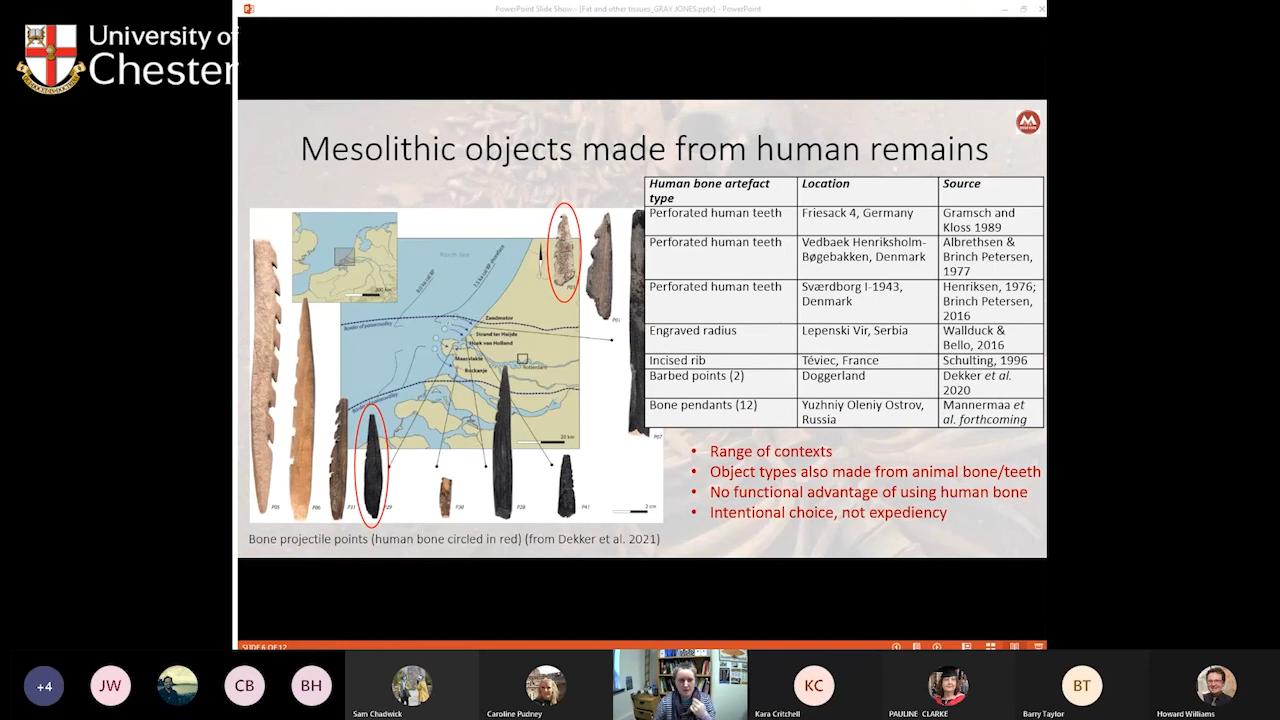 PowerPoint Slide Show - [Fat and other tissues_GRAY JONES.pptx] - PowerPoint
University of
Chester
Mesolithic objects made from human remains
Human bone artefact type | Location | Source
Perforated human teeth | Friesack 4, Germany | Gramsch and Kloss 1989
Perforated human teeth | Vedbaek Henriksholm-Bøgebakken, Denmark | Albrethsen & Brinch Petersen, 1977
Perforated human teeth | Sværdborg I-1943, Denmark | Henriksen, 1976; Brinch Petersen, 2016
Engraved radius | Lepenski Vir, Serbia | Wallduck & Bello, 2016
Incised rib | Téviec, France | Schulting, 1996
Barbed points (2) | Doggerland | Dekker et al. 2020
Bone pendants (12) | Yuzhniy Oleniy Ostrov, Russia | Mannermaa et al. forthcoming
North Sea
Zandmotor
Strand ter Heijde
Hoek van Holland
Maasvlakte
Rockanje
Rotterdam
20 km
2 cm
• Range of contexts
• Object types also made from animal bone/teeth
• No functional advantage of using human bone
• Intentional choice, not expediency
Bone projectile points (human bone circled in red) (from Dekker et al. 2021)
SLIDE 6 OF 12
+4
JW
CB
BH
Sam Chadwick
Caroline Pudney
KC
Kara Critchell
PAULINE CLARKE
BT
Barry Taylor
Howard Williams